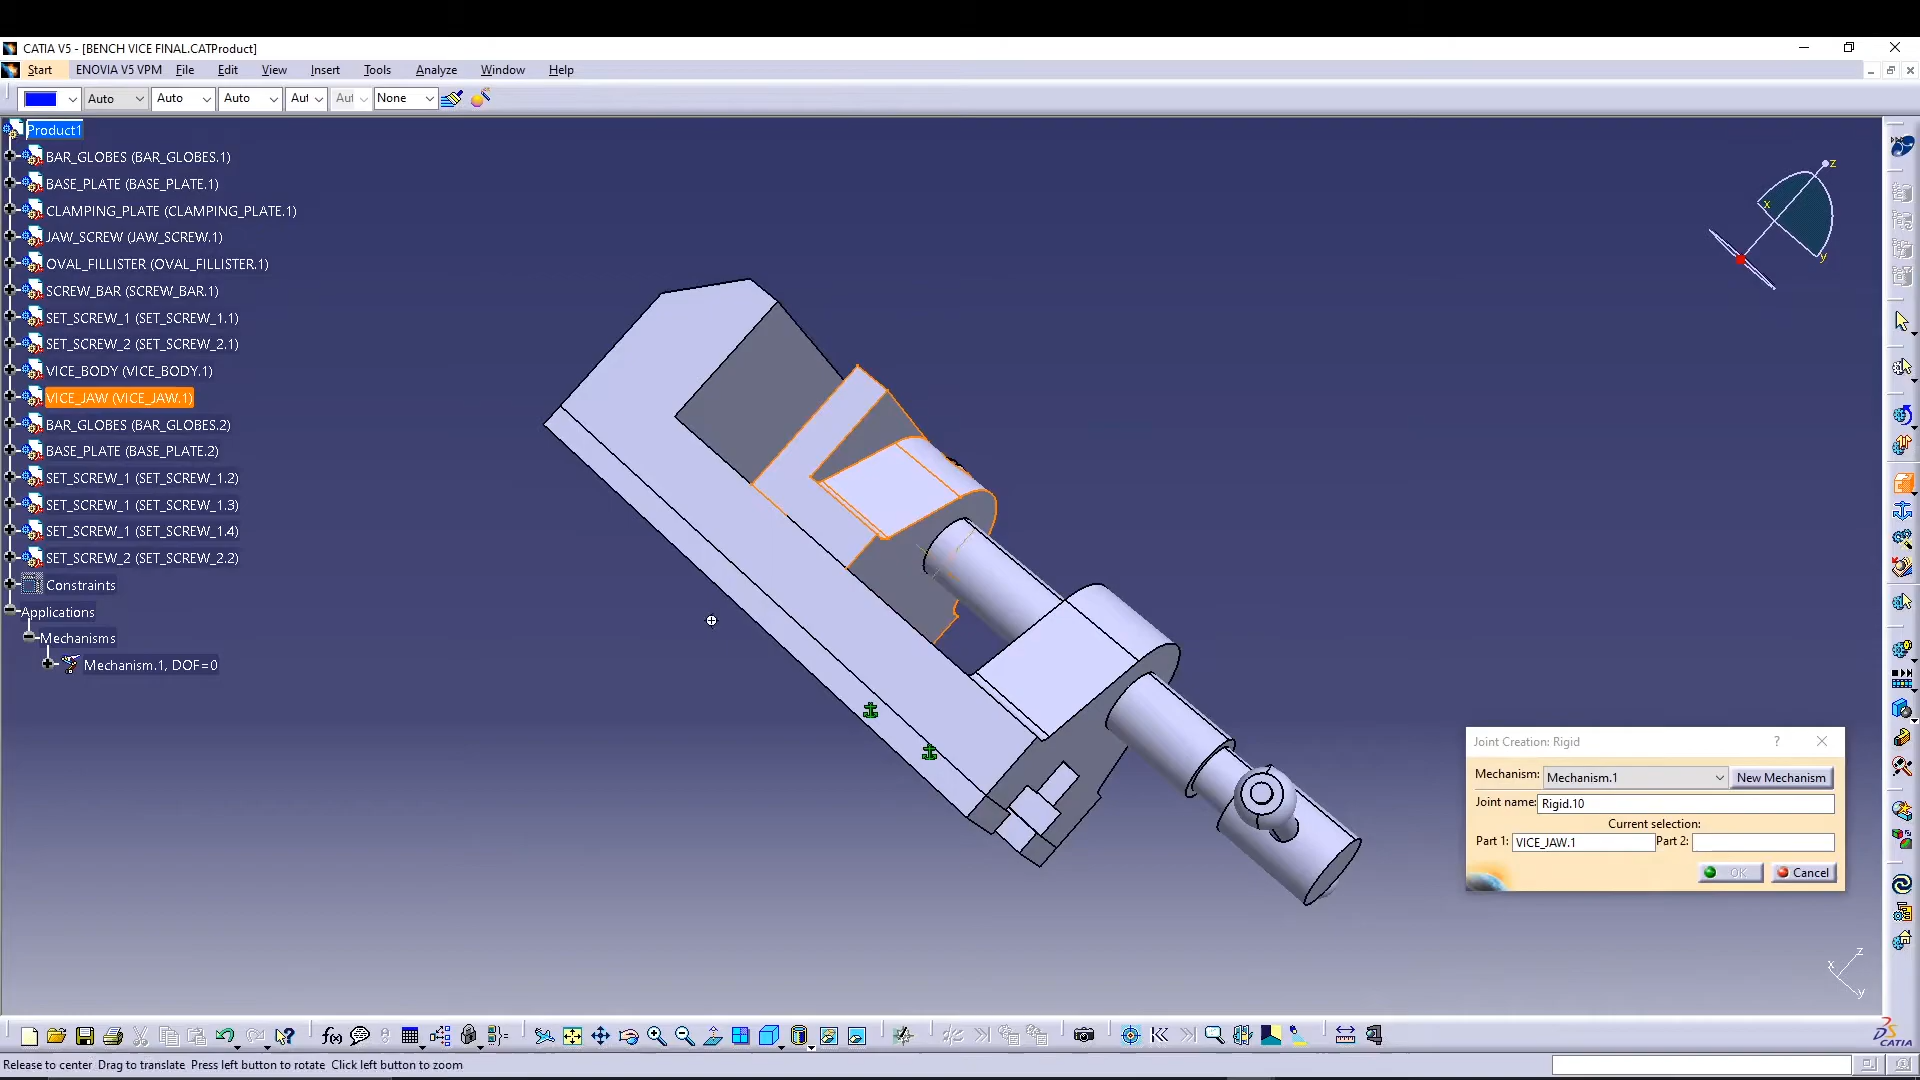 CATIA V5 - [BENCH VICE FINAL.CATProduct]
Start ENOVIA V5 VPM File Edit View Insert Tools Analyze Window Help
Auto Auto Auto Aut Aut None
Product1
BAR_GLOBES (BAR_GLOBES.1)
BASE_PLATE (BASE_PLATE.1)
CLAMPING_PLATE (CLAMPING_PLATE.1)
JAW_SCREW (JAW_SCREW.1)
OVAL_FILLISTER (OVAL_FILLISTER.1)
SCREW_BAR (SCREW_BAR.1)
SET_SCREW_1 (SET_SCREW_1.1)
SET_SCREW_2 (SET_SCREW_2.1)
VICE_BODY (VICE_BODY.1)
VICE_JAW (VICE_JAW.1)
BAR_GLOBES (BAR_GLOBES.2)
BASE_PLATE (BASE_PLATE.2)
SET_SCREW_1 (SET_SCREW_1.2)
SET_SCREW_1 (SET_SCREW_1.3)
SET_SCREW_1 (SET_SCREW_1.4)
SET_SCREW_2 (SET_SCREW_2.2)
Constraints
Applications
Mechanisms
Mechanism.1, DOF=0
z
x
y
Joint Creation: Rigid ?
Mechanism: Mechanism.1 New Mechanism
Joint name: Rigid.10
Current selection:
Part 1: VICE_JAW.1 Part 2:
OK Cancel
z
x
y
f(x)
CATIA
Release to center Drag to translate Press left button to rotate Click left button to zoom